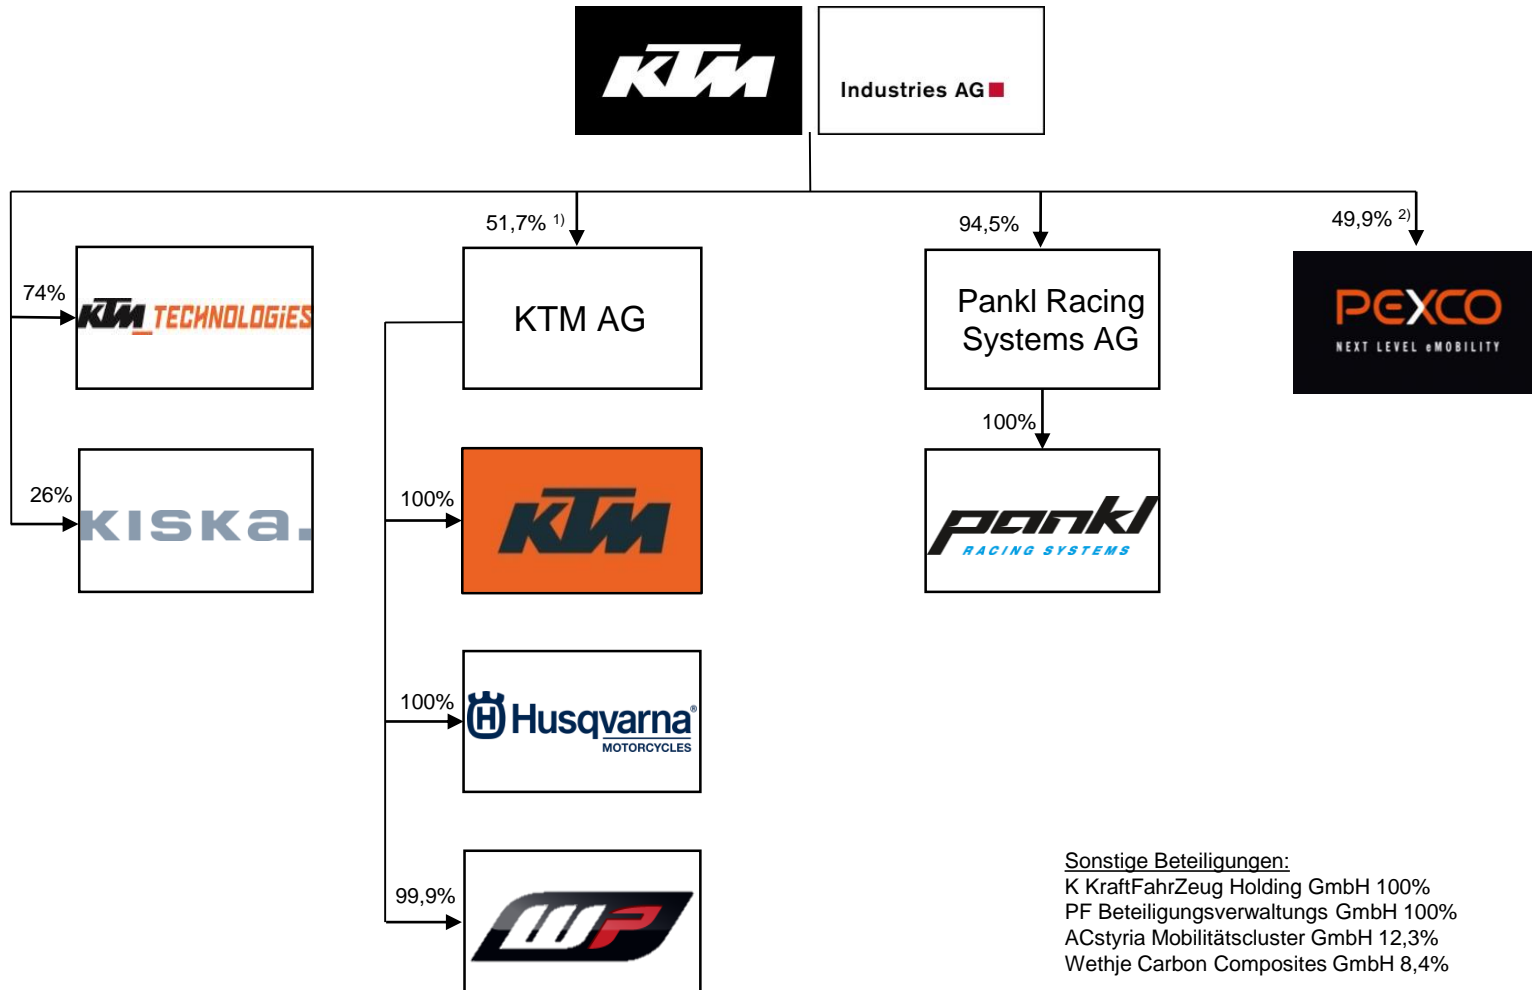 KTM
Industries AG
51,7% 1)
94,5%
49,9% 2)
74%
KTM_TECHNOLOGiES
KTM AG
Pankl Racing
Systems AG
PEXCO
NEXT LEVEL eMOBILITY
100%
26%
KISKa.
100%
KTM
pankl
RACING SYSTEMS
100%
H Husqvarna®
MOTORCYCLES
99,9%
WP
Sonstige Beteiligungen:
K KraftFahrZeug Holding GmbH 100%
PF Beteiligungsverwaltungs GmbH 100%
ACstyria Mobilitätscluster GmbH 12,3%
Wethje Carbon Composites GmbH 8,4%